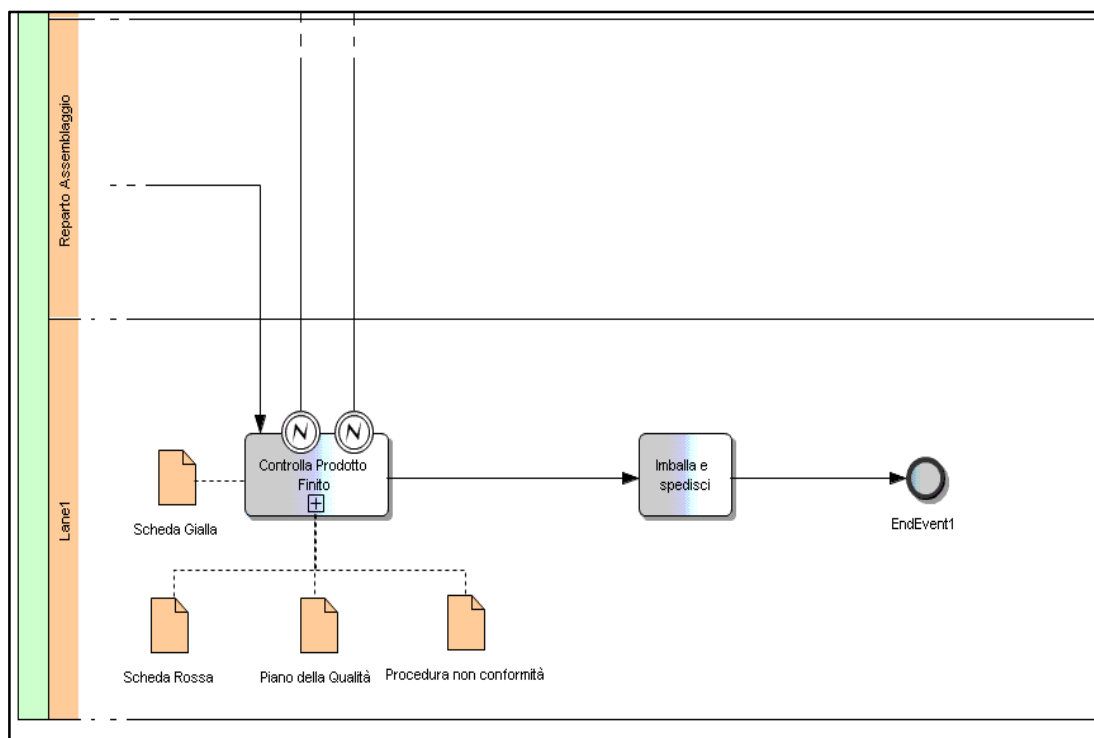 Reparto Assemblaggio
Lane1
Controlla Prodotto
Finito
Imballa e
spedisci
EndEvent1
Scheda Gialla
Scheda Rossa
Piano della Qualità
Procedura non conformità